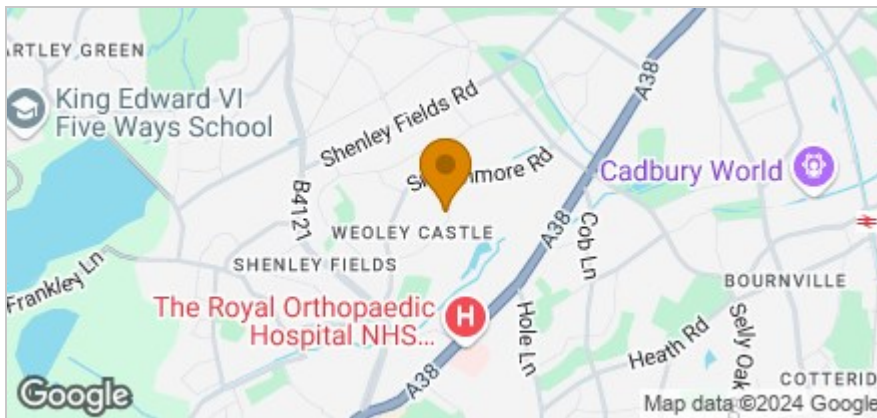 ARTLEY GREEN
King Edward VI
Five Ways School
Shenley Fields Rd
A38
nmore Rd
Cadbury World
B4121
WEOLEY CASTLE
A38
Cob Ln
SHENLEY FIELDS
Frankley Ln
BOURNVILLE
The Royal Orthopaedic
Hospital NHS...
H
Hole Ln
Heath Rd
Selly Oak
A38
COTTERID
Google
Map data ©2024 Google